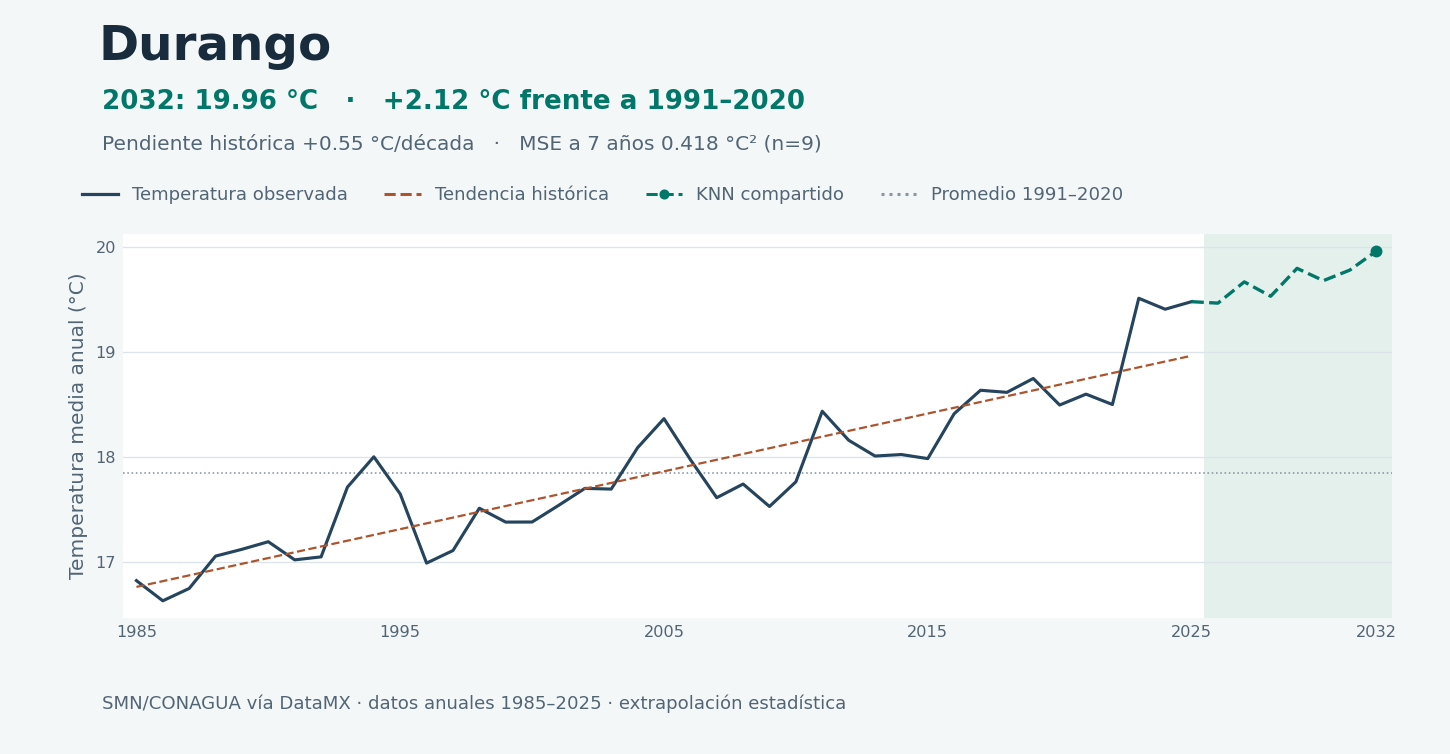 Durango
2032: 19.96 °C · +2.12 °C frente a 1991–2020
Pendiente histórica +0.55 °C/década · MSE a 7 años 0.418 °C² (n=9)
Temperatura observada Tendencia histórica KNN compartido Promedio 1991–2020
Temperatura media anual (°C)
20
19
18
17
1985 1995 2005 2015 2025 2032
SMN/CONAGUA vía DataMX · datos anuales 1985–2025 · extrapolación estadística